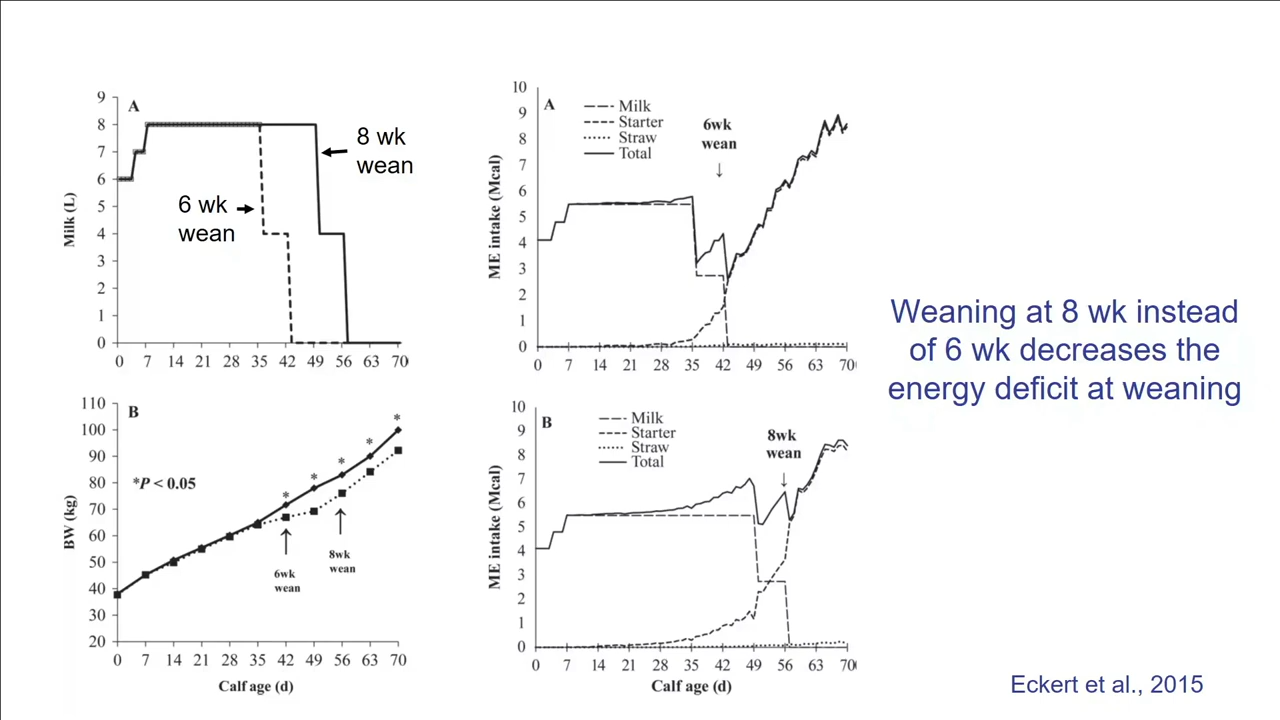 9
A
8
7
6
5
4
3
2
1
0
Milk (L)
8 wk
wean
6 wk
wean
0 7 14 21 28 35 42 49 56 63 70
110
B
100
90
80
70
60
50
40
30
20
BW (kg)
*P < 0.05
* * * * *
6wk
wean
8wk
wean
0 7 14 21 28 35 42 49 56 63 70
Calf age (d)
10
A
9
8
7
6
5
4
3
2
1
0
ME intake (Mcal)
Milk
Starter
Straw
Total
6wk
wean
0 7 14 21 28 35 42 49 56 63 70
10
B
9
8
7
6
5
4
3
2
1
0
ME intake (Mcal)
Milk
Starter
Straw
Total
8wk
wean
0 7 14 21 28 35 42 49 56 63 70
Calf age (d)
Weaning at 8 wk instead
of 6 wk decreases the
energy deficit at weaning
Eckert et al., 2015